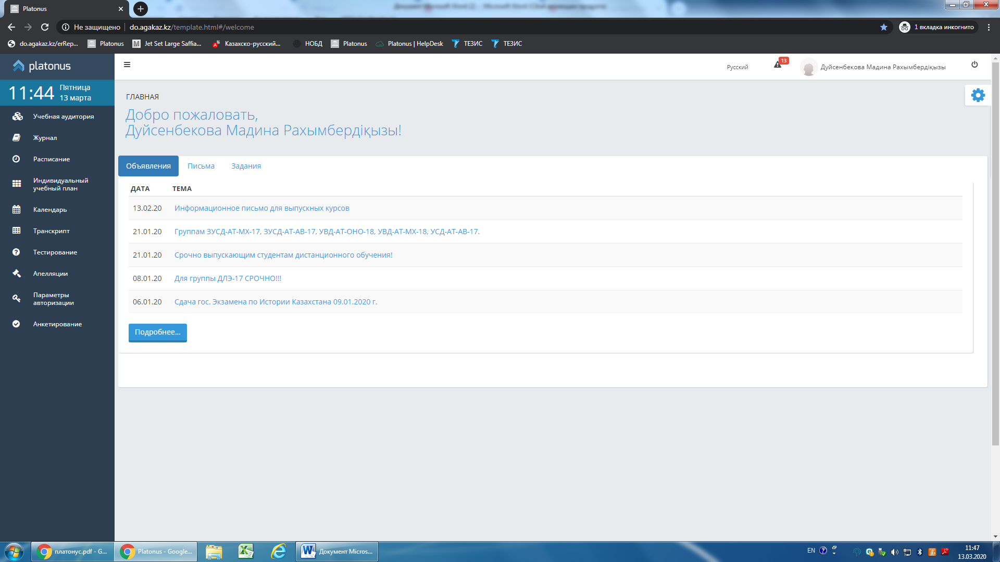 Platonus
Не защищено
do.agakaz.kz/template.html#/welcome
1 вкладка инкогнито
do.agakaz.kz/erRep...
Platonus
Jet Set Large Saffia...
Казахско-русский...
НОБД
Platonus
Platonus | HelpDesk
ТЕЗИС
ТЕЗИС
platonus
Русский
13
Дуйсенбекова Мадина Рахымбердіқызы
11:44
Пятница
13 марта
Учебная аудитория
Журнал
Расписание
Индивидуальный
учебный план
Календарь
Транскрипт
Тестирование
Апелляции
Параметры
авторизации
Анкетирование
ГЛАВНАЯ
Добро пожаловать,
Дуйсенбекова Мадина Рахымбердіқызы!
Объявления
Письма
Задания
ДАТА ТЕМА
13.02.20 Информационное письмо для выпускных курсов
21.01.20 Группам ЗУСД-АТ-МХ-17, ЗУСД-АТ-АВ-17, УВД-АТ-ОНО-18, УВД-АТ-МХ-18, УСД-АТ-АВ-17.
21.01.20 Срочно выпускающим студентам дистанционного обучения!
08.01.20 Для группы ДЛЭ-17 СРОЧНО!!!
06.01.20 Сдача гос. Экзамена по Истории Казахстана 09.01.2020 г.
Подробнее...
платонус.pdf - G...
Platonus - Google...
Документ Micros...
EN
11:47
13.03.2020